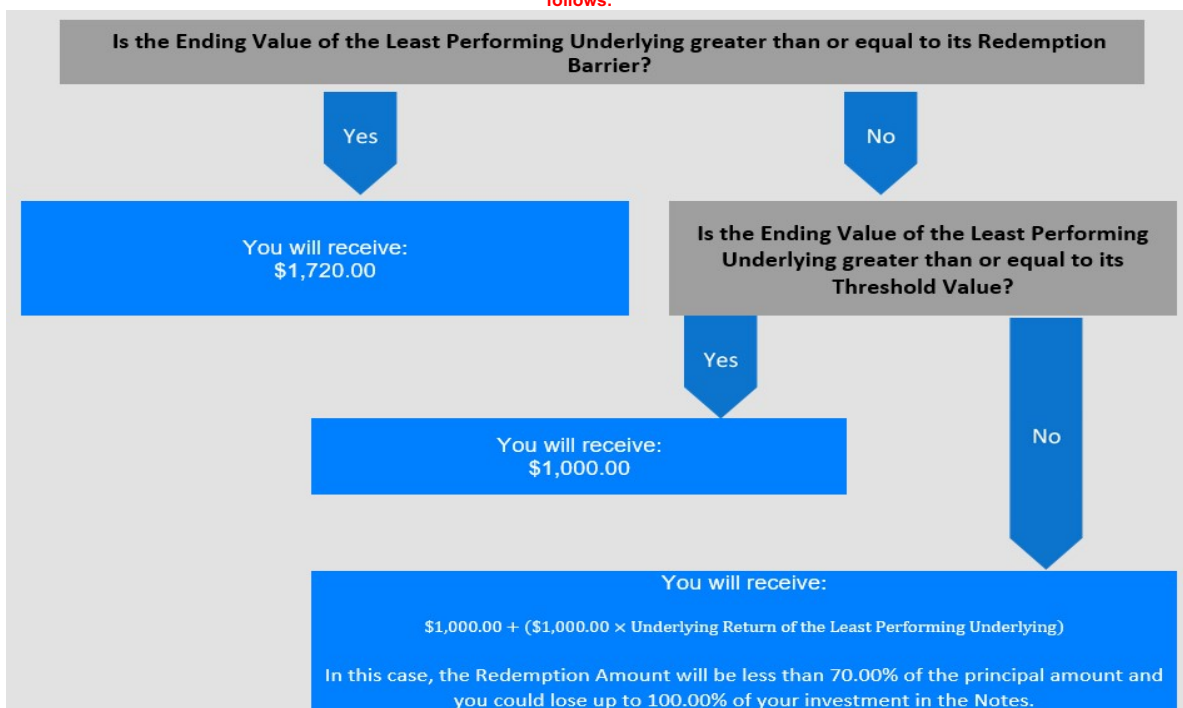 follows:
Is the Ending Value of the Least Performing Underlying greater than or equal to its Redemption
Barrier?
Yes
No
You will receive:
$1,720.00
Is the Ending Value of the Least Performing
Underlying greater than or equal to its
Threshold Value?
Yes
You will receive:
$1,000.00
No
You will receive:
$1,000.00 + ($1,000.00 × Underlying Return of the Least Performing Underlying)
In this case, the Redemption Amount will be less than 70.00% of the principal amount and
you could lose up to 100.00% of your investment in the Notes.